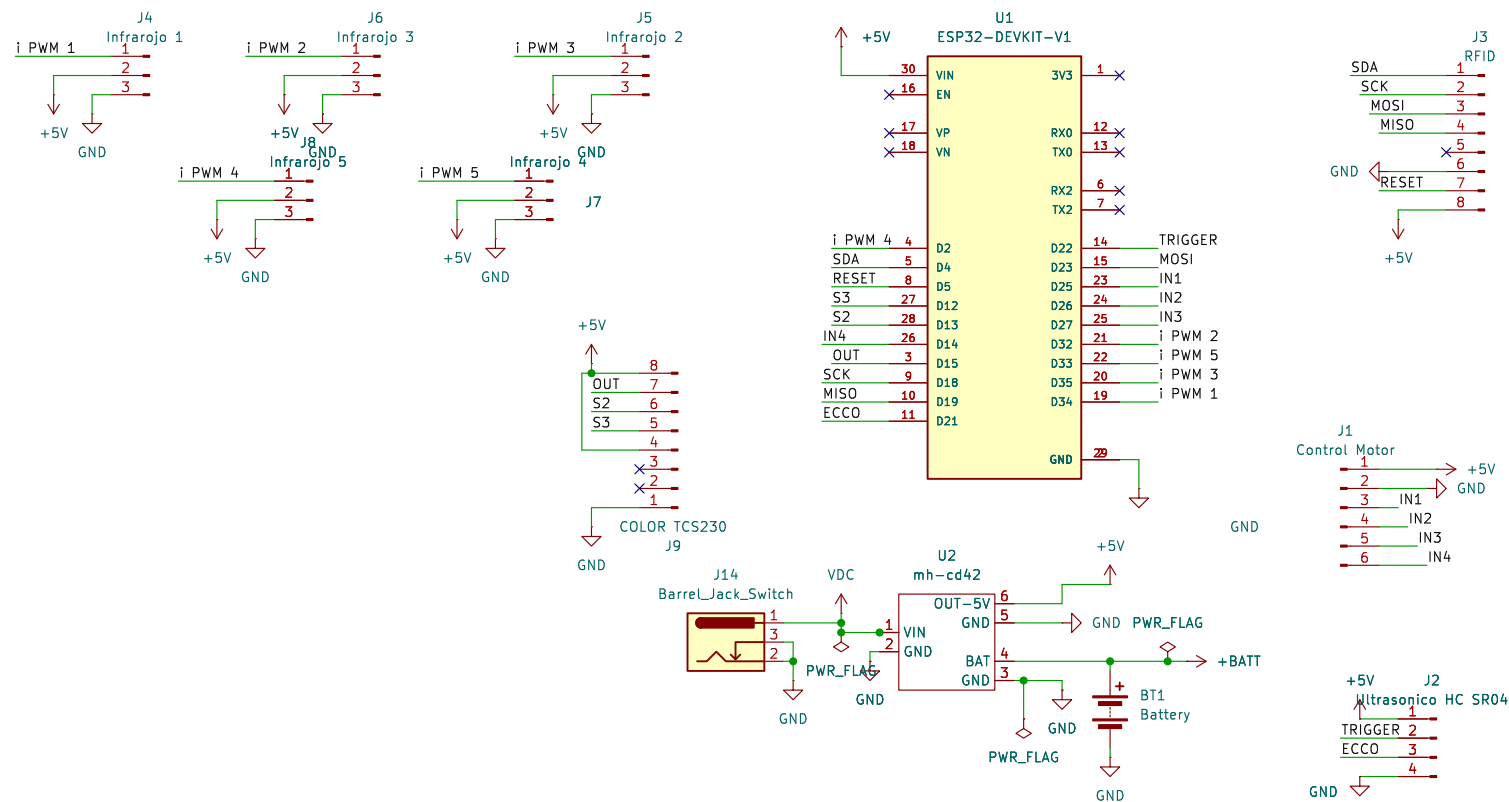 J4
Infrarojo 1
i PWM 1
1
2
3
+5V
GND
J6
Infrarojo 3
i PWM 2
1
2
3
+5V
GND
J5
Infrarojo 2
i PWM 3
1
2
3
+5V
GND
J8
Infrarojo 5
i PWM 4
1
2
3
+5V
GND
Infrarojo 4
i PWM 5
1
2
3
J7
+5V
GND
U1
ESP32-DEVKIT-V1
+5V
30 VIN
16 EN
17 VP
18 VN
i PWM 4 4 D2
SDA 5 D4
RESET 8 D5
S3 27 D12
S2 28 D13
IN4 26 D14
OUT 3 D15
SCK 9 D18
MISO 10 D19
ECCO 11 D21
3V3 1
RX0 12
TX0 13
RX2 6
TX2 7
D22 14 TRIGGER
D23 15 MOSI
D25 23 IN1
D26 24 IN2
D27 25 IN3
D32 21 i PWM 2
D33 22 i PWM 5
D35 20 i PWM 3
D34 19 i PWM 1
GND 29
GND
J3
RFID
SDA 1
SCK 2
MOSI 3
MISO 4
5
GND 6
RESET 7
8
+5V
+5V
8
OUT 7
S2 6
S3 5
4
3
2
1
GND
COLOR TCS230
J9
J1
Control Motor
1 +5V
2 GND
3 IN1
4 IN2
5 IN3
6 IN4
J14
Barrel_Jack_Switch
1
3
2
GND
VDC
PWR_FLAG
U2
mh-cd42
1 VIN
2 GND
GND
OUT-5V 6
GND 5
BAT 4
GND 3
+5V
GND
PWR_FLAG
+BATT
GND
PWR_FLAG
+
BT1
Battery
GND
+5V
J2
Ultrasonico HC SR04
1
TRIGGER 2
ECCO 3
4
GND